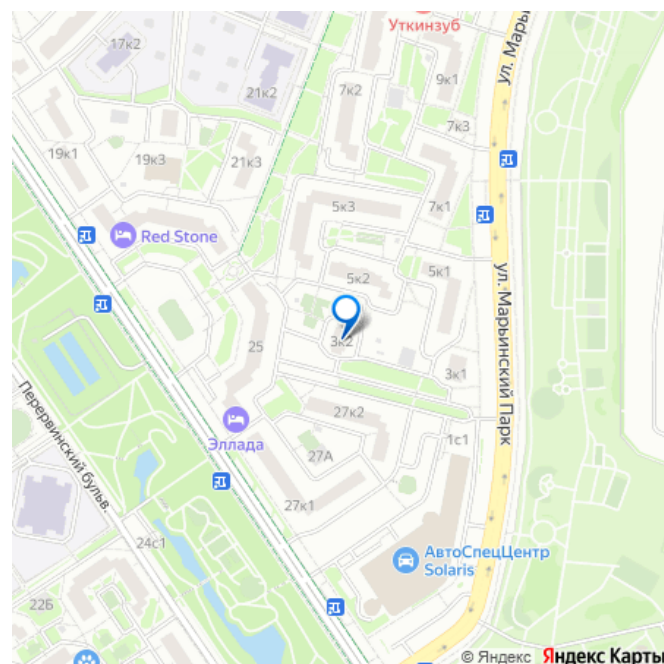 Уткинзуб
17к2
9к1
ул. Марь
7к2
21к2
7к3
19к1
19к3
21к3
5к3
7к1
Red Stone
5к2
5к1
ул. Марьинский Парк
25
3к2
3к1
27к2
Эллада
1с1
27А
Перервинский бульв.
27к1
24с1
АвтоСпецЦентр
Solaris
22Б
© Яндекс Яндекс Карты